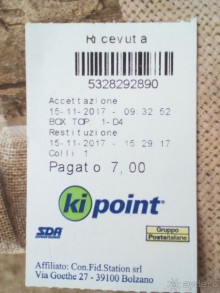 Ricevuta
5328292890
Accettazione
15-11-2017 - 09:32 52
BOX TOP: 1-D4
Restituzione
15-11-2017 - 15 29 17
Colli 1
Pagato 7,00
kipoint
SDA
Gruppo
Posteitaliane
Affiliato: Con.Fid.Station srl
Via Goethe 27 - 39100 Bolzano